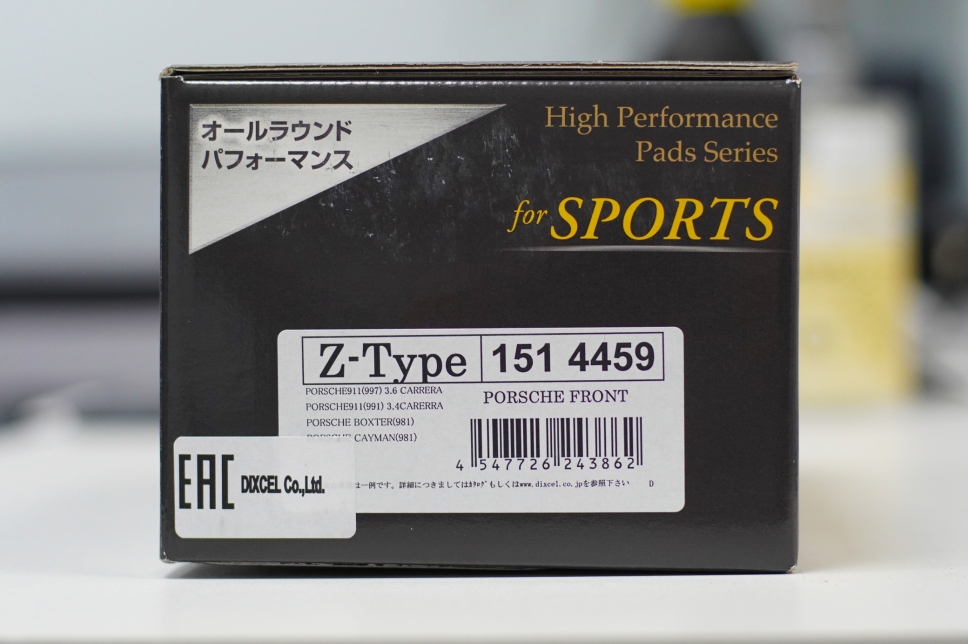 オールラウンド
パフォーマンス
High Performance
Pads Series
for SPORTS
Z-Type
151 4459
PORSCHE911(997) 3.6 CARRERA
PORSCHE911(991) 3.4CARERRA
PORSCHE BOXTER(981)
PORSCHE CAYMAN(981)
PORSCHE FRONT
4 547726 243862
は一例です。詳細につきましてはｶﾀﾛｸﾞもしくはwww.dixcel.co.jpを参照下さい D
EAC DIXCEL Co.,Ltd.